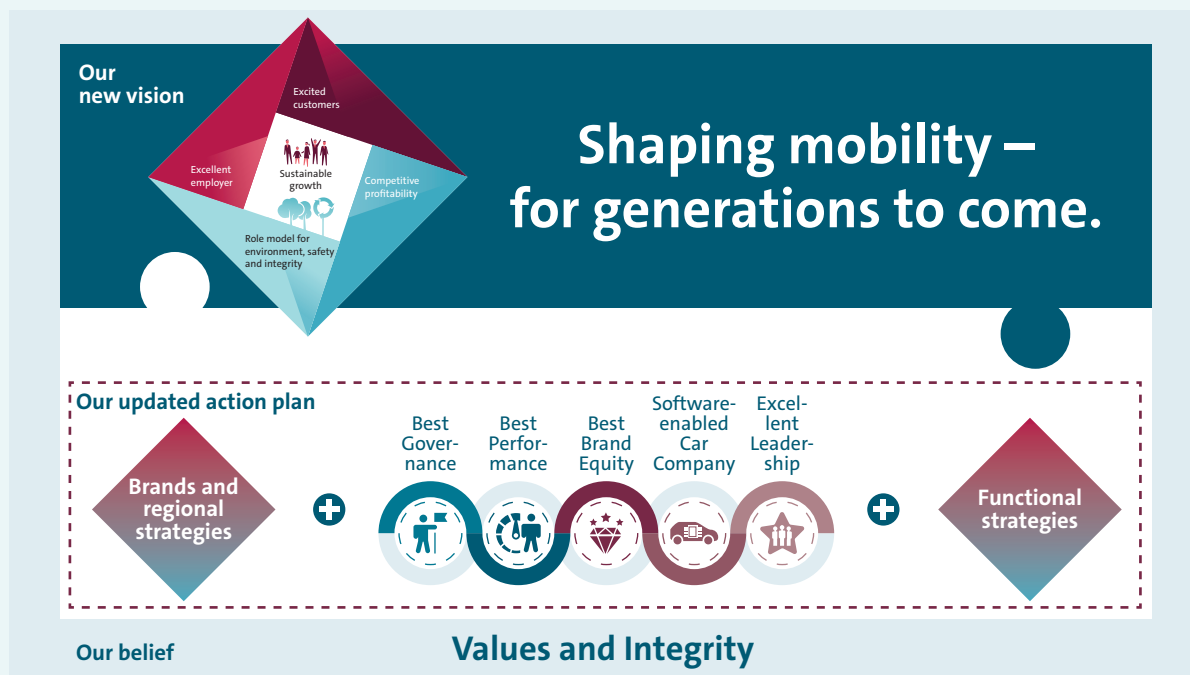 Our
new vision
Excited
customers
Excellent
employer
Sustainable
growth
Competitive
profitability
Role model for
environment, safety
and integrity
Shaping mobility –
for generations to come.
Our updated action plan
Brands and
regional
strategies
Best
Gover-
nance
Best
Perfor-
mance
Best
Brand
Equity
Software-
enabled
Car
Company
Excel-
lent
Leader-
ship
Functional
strategies
Our belief
Values and Integrity